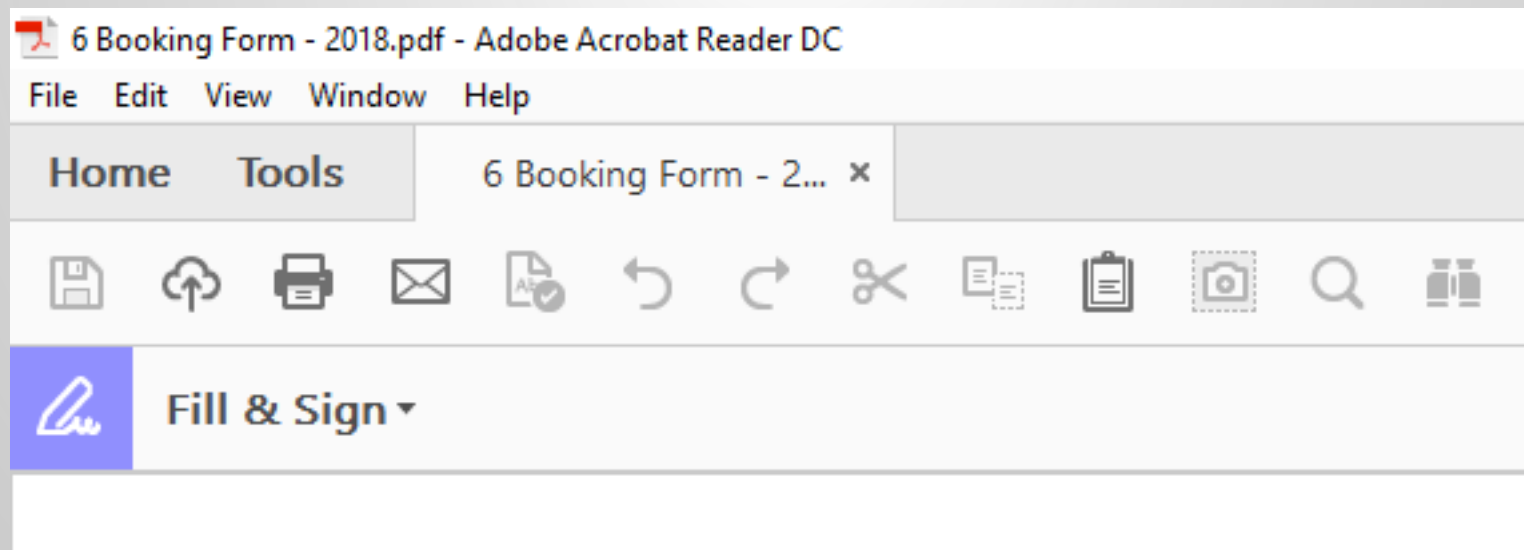 6 Booking Form - 2018.pdf - Adobe Acrobat Reader DC
File Edit View Window Help
Home Tools 6 Booking Form - 2... ×
Fill & Sign